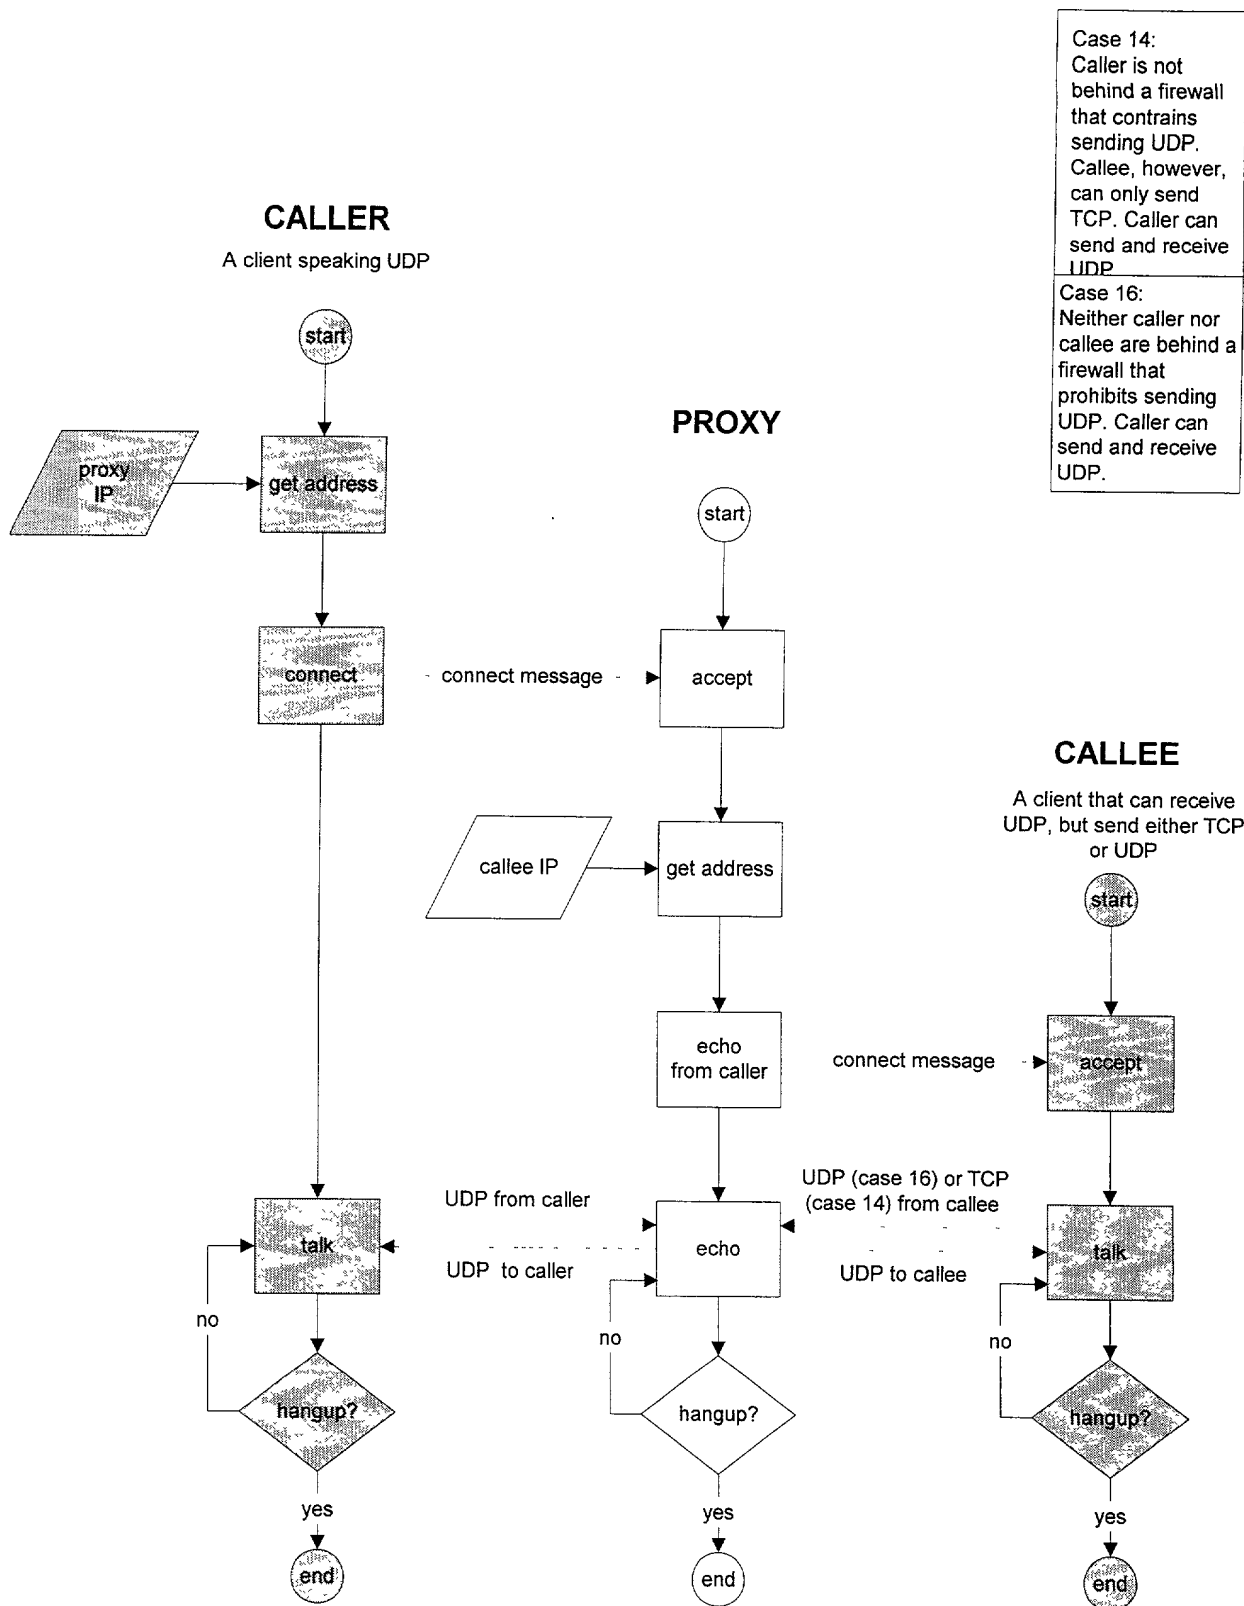 Case 14:
Caller is not
behind a firewall
that contrains
sending UDP.
Callee, however,
can only send
TCP. Caller can
send and receive
UDP
Case 16:
Neither caller nor
callee are behind a
firewall that
prohibits sending
UDP. Caller can
send and receive
UDP.
CALLER
A client speaking UDP
start
proxy
IP
get address
connect
connect message
talk
UDP from caller
UDP to caller
no
hangup?
yes
end
PROXY
start
accept
callee IP
get address
echo
from caller
connect message
echo
UDP (case 16) or TCP
(case 14) from callee
UDP to callee
no
hangup?
yes
end
CALLEE
A client that can receive
UDP, but send either TCP
or UDP
start
accept
talk
no
hangup?
yes
end